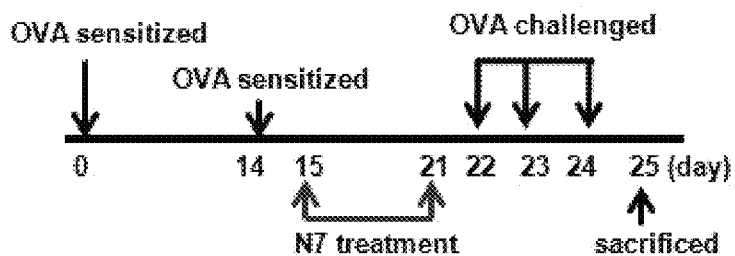 OVA sensitized
OVA challenged
OVA sensitized
0 14 15 21 22 23 24 25 (day)
N7 treatment
sacrificed